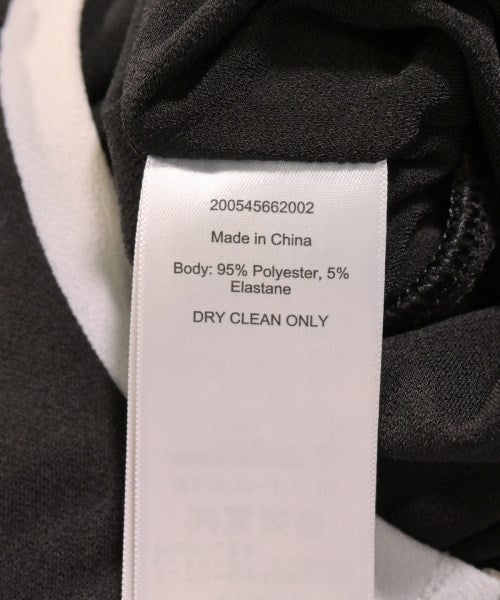 200545662002
Made in China
Body: 95% Polyester, 5%
Elastane
DRY CLEAN ONLY